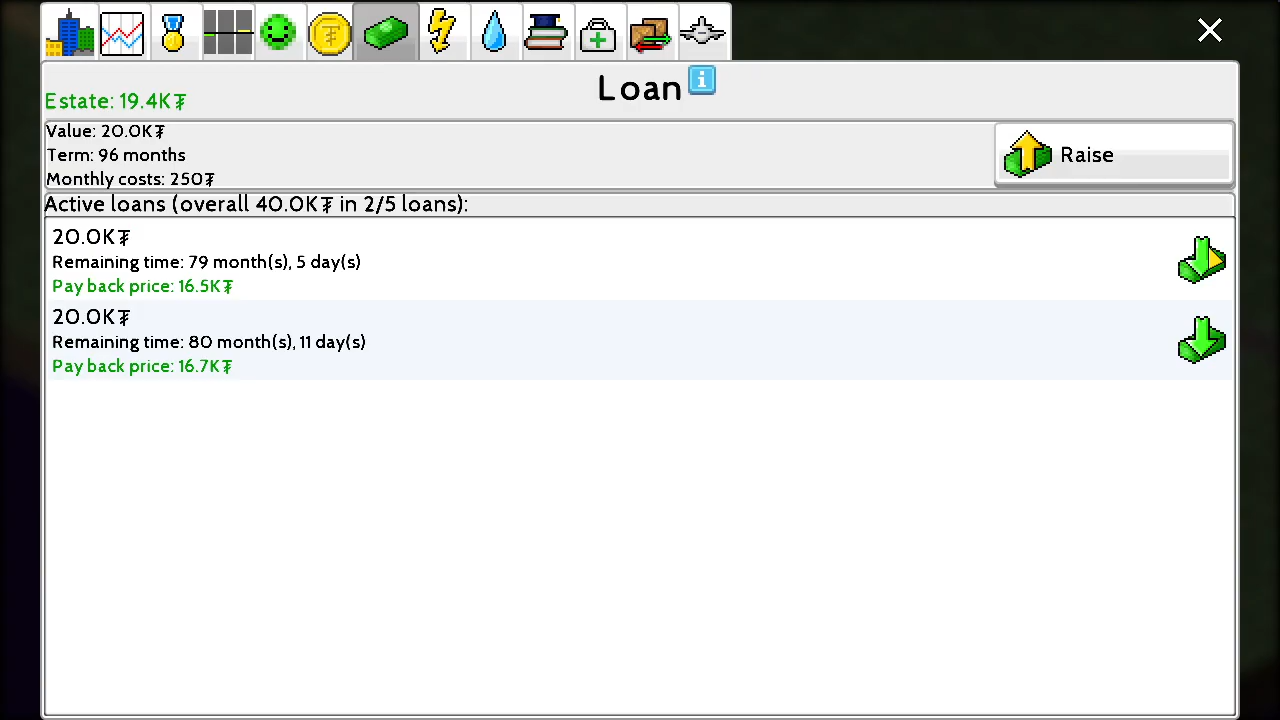 Loan
Estate: 19.4K₮
Value: 20.0K₮
Term: 96 months
Monthly costs: 250₮
Raise
Active loans (overall 40.0K₮ in 2/5 loans):
20.0K₮
Remaining time: 79 month(s), 5 day(s)
Pay back price: 16.5K₮
20.0K₮
Remaining time: 80 month(s), 11 day(s)
Pay back price: 16.7K₮